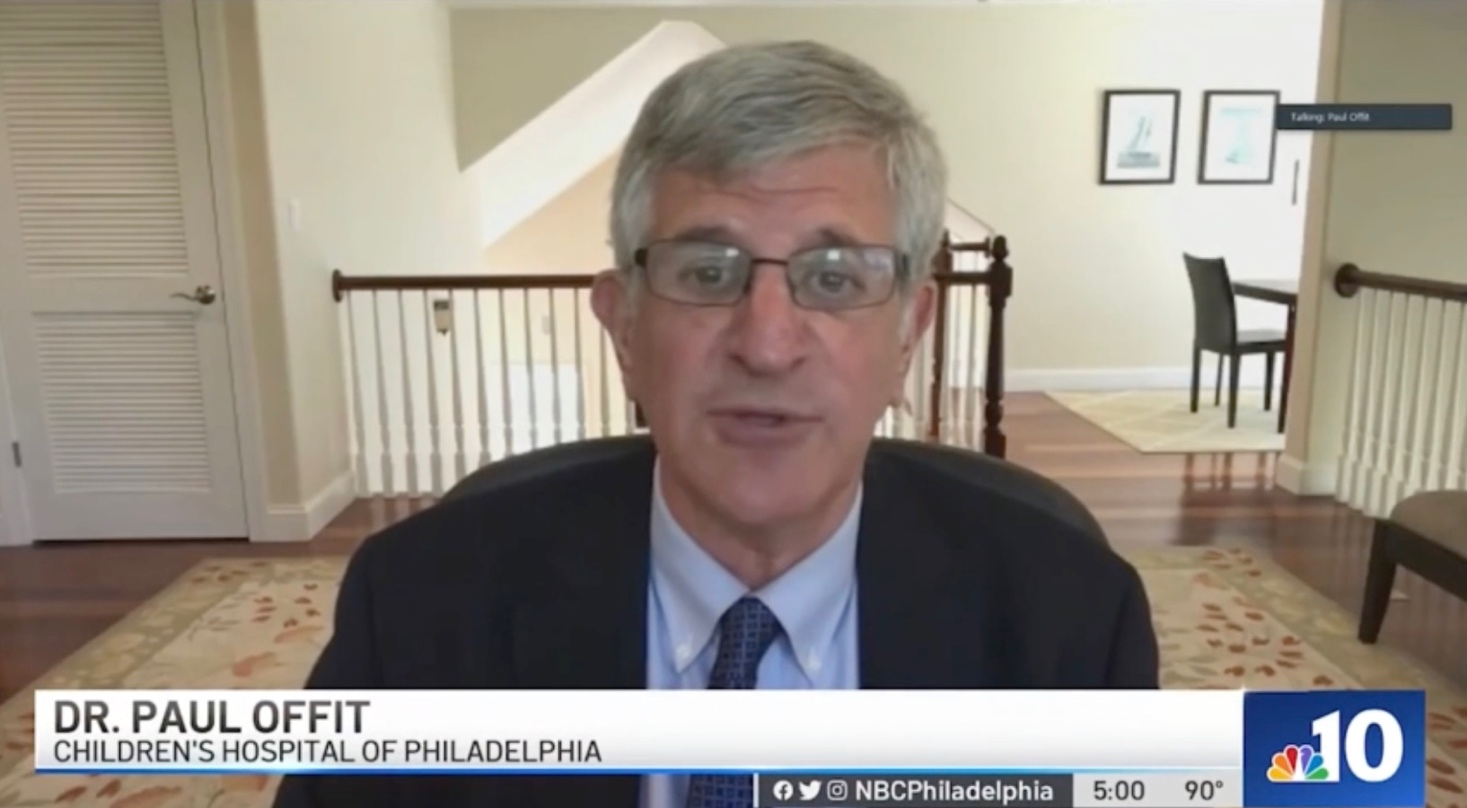 Talking: Paul Offit
DR. PAUL OFFIT
CHILDREN'S HOSPITAL OF PHILADELPHIA
10
NBCPhiladelphia 5:00 90°